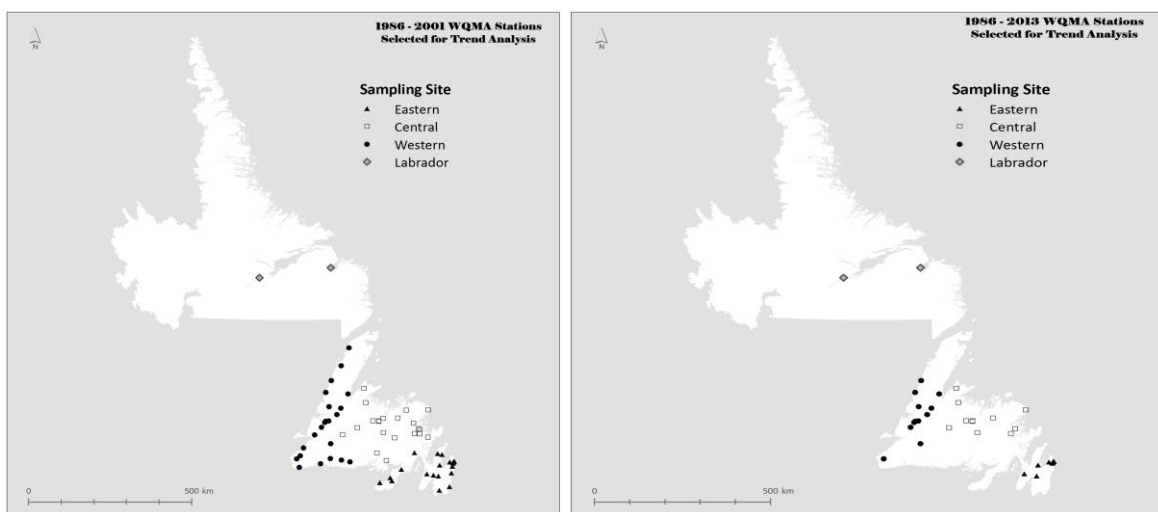 1986 - 2001 WQMA Stations
Selected for Trend Analysis
N
Sampling Site
Eastern
Central
Western
Labrador
0
500 km
1986 - 2013 WQMA Stations
Selected for Trend Analysis
N
Sampling Site
Eastern
Central
Western
Labrador
0
500 km